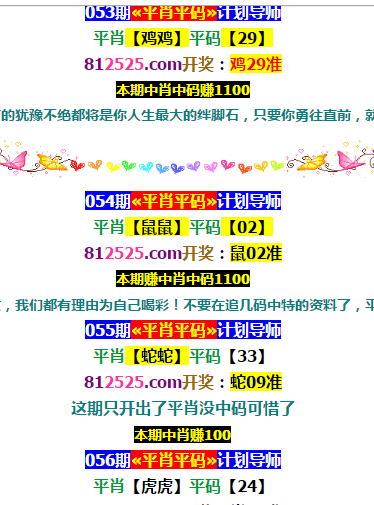 053期«平肖平码»计划导师
平肖【鸡鸡】平码【29】
812525.com开奖：鸡29准
本期中肖中码赚1100
的犹豫不绝都将是你人生最大的绊脚石，只要你勇往直前，就
054期«平肖平码»计划导师
平肖【鼠鼠】平码【02】
812525.com开奖：鼠02准
本期赚中肖中码1100
，我们都有理由为自己喝彩！不要在追几码中特的资料了，平
055期«平肖平码»计划导师
平肖【蛇蛇】平码【33】
812525.com开奖：蛇09准
这期只开出了平肖没中码可惜了
本期中肖赚100
056期«平肖平码»计划导师
平肖【虎虎】平码【24】